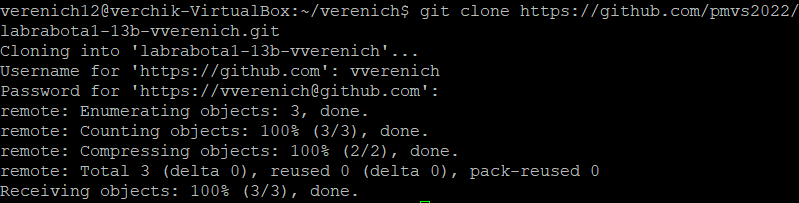 verenich12@verchik-VirtualBox:~/verenich$ git clone https://github.com/pmvs2022/
labrabota1-13b-vverenich.git
Cloning into 'labrabota1-13b-vverenich'...
Username for 'https://github.com': vverenich
Password for 'https://vverenich@github.com':
remote: Enumerating objects: 3, done.
remote: Counting objects: 100% (3/3), done.
remote: Compressing objects: 100% (2/2), done.
remote: Total 3 (delta 0), reused 0 (delta 0), pack-reused 0
Receiving objects: 100% (3/3), done.